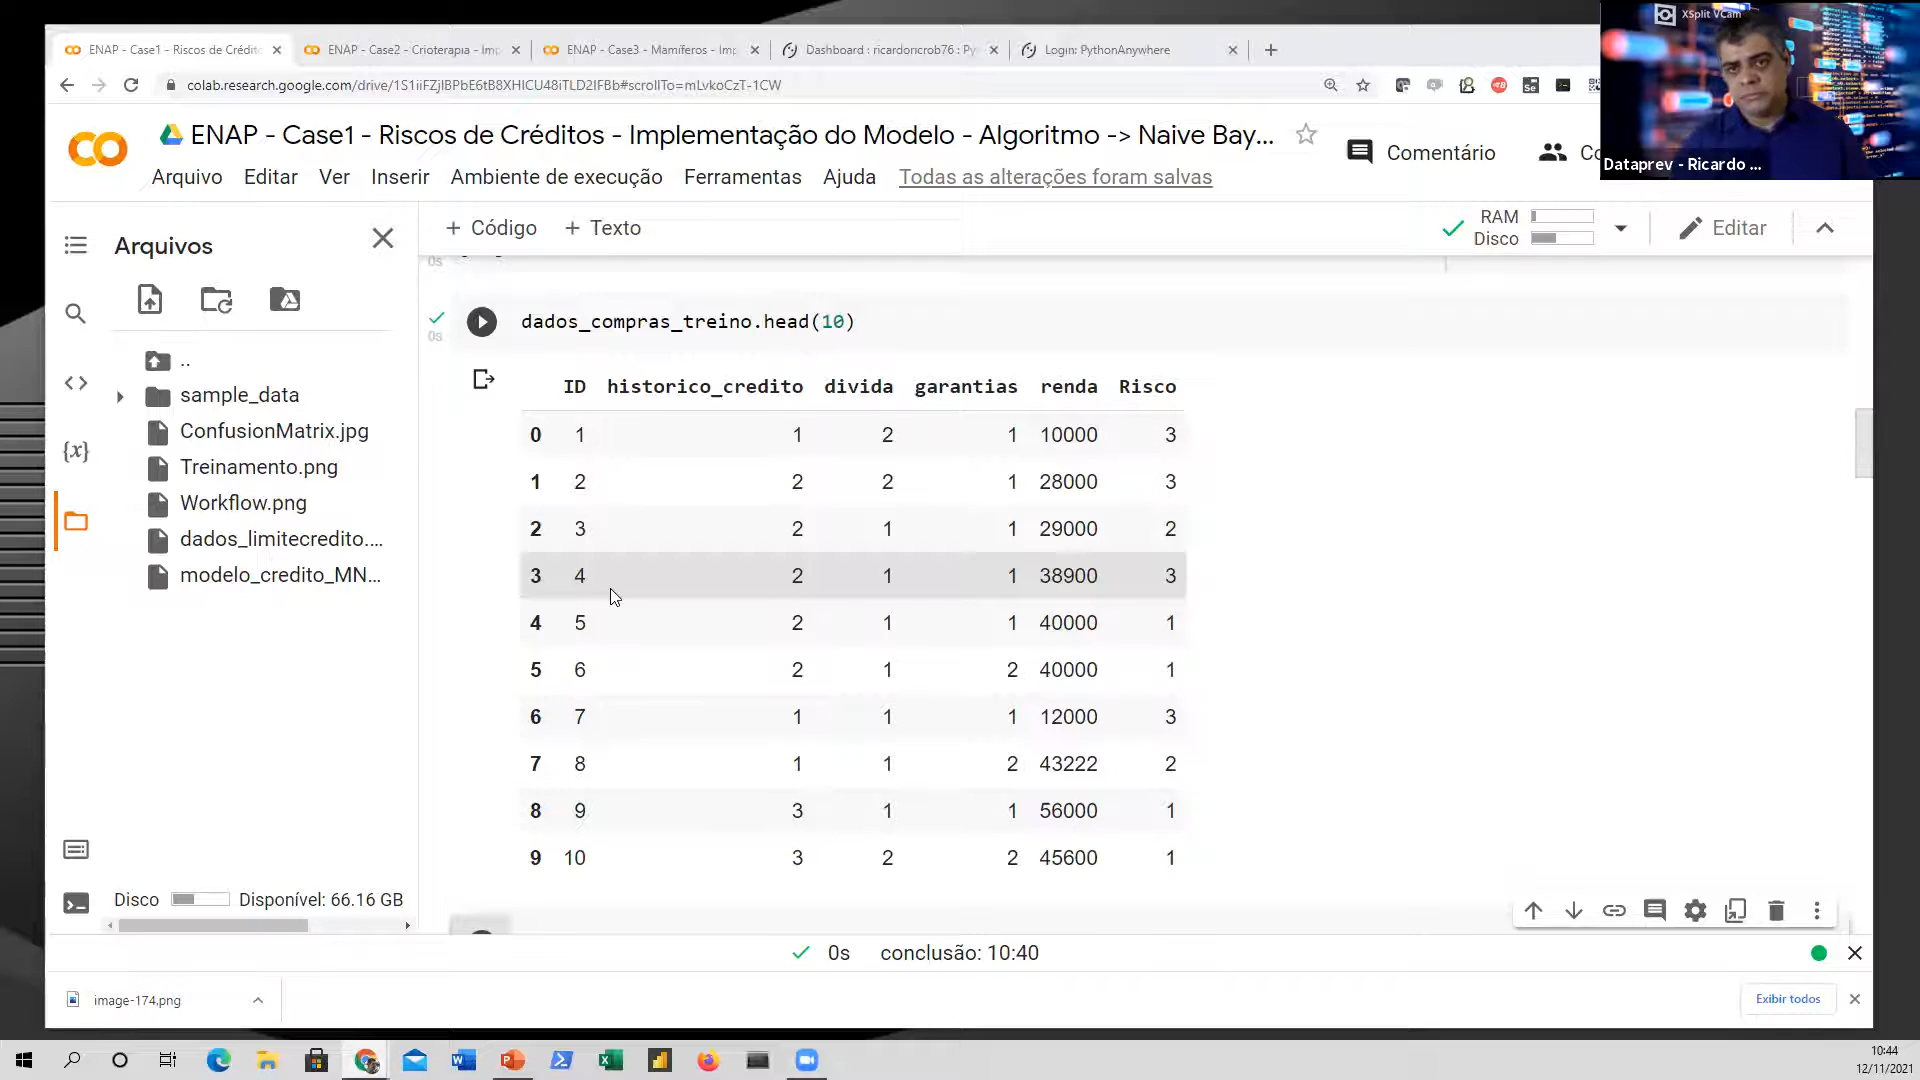 ENAP - Case1 - Riscos de Crédito
ENAP - Case2 - Crioterapia - Imp
ENAP - Case3 - Mamíferos - Imp
Dashboard : ricardoricrob76 : Py
Login: PythonAnywhere
XSplit VCam
colab.research.google.com/drive/1S1iiFZjIBPbE6tB8XHICU48iTLD2IFBb#scrollTo=mLvkoCzT-1CW
ENAP - Case1 - Riscos de Créditos - Implementação do Modelo - Algoritmo -> Naive Bay...
Comentário
Dataprev - Ricardo ...
Arquivo Editar Ver Inserir Ambiente de execução Ferramentas Ajuda Todas as alterações foram salvas
Arquivos
+ Código + Texto
RAM
Disco
Editar
..
sample_data
ConfusionMatrix.jpg
Treinamento.png
Workflow.png
dados_limitecredito....
modelo_credito_MN...
Disco Disponível: 66.16 GB
0s
0s
dados_compras_treino.head(10)
ID historico_credito divida garantias renda Risco
0 1 1 2 1 10000 3
1 2 2 2 1 28000 3
2 3 2 1 1 29000 2
3 4 2 1 1 38900 3
4 5 2 1 1 40000 1
5 6 2 1 2 40000 1
6 7 1 1 1 12000 3
7 8 1 1 2 43222 2
8 9 3 1 1 56000 1
9 10 3 2 2 45600 1
0s conclusão: 10:40
image-174.png
Exibir todos
10:44
12/11/2021